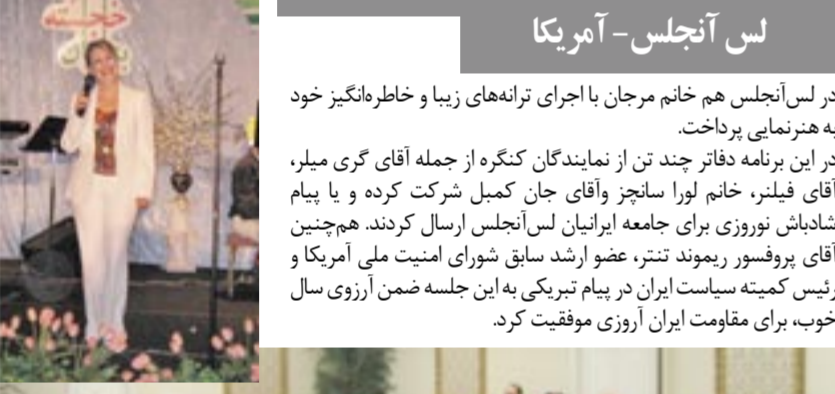 خجسته
لس آنجلس- آمریکا
در لس‌آنجلس هم خانم مرجان با اجرای ترانه‌های زیبا و خاطره‌انگیز خود
به هنرنمایی پرداخت.
در این برنامه دفاتر چند تن از نمایندگان کنگره از جمله آقای گری میلر،
آقای فیلنر، خانم لورا سانچز وآقای جان کمبل شرکت کرده و یا پیام
شادباش نوروزی برای جامعه ایرانیان لس‌آنجلس ارسال کردند. هم‌چنین
آقای پروفسور ریموند تنتر، عضو ارشد سابق شورای امنیت ملی آمریکا و
رئیس کمیته سیاست ایران در پیام تبریکی به این جلسه ضمن آرزوی سال
خوب، برای مقاومت ایران آروزی موفقیت کرد.